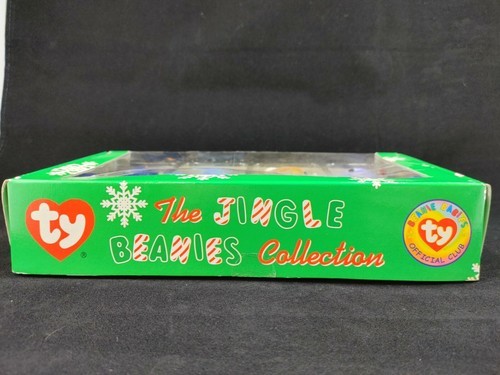 ty
®
The JINGLE
BEANIES Collection
BEANIE BABIES
ty
OFFICIAL CLUB